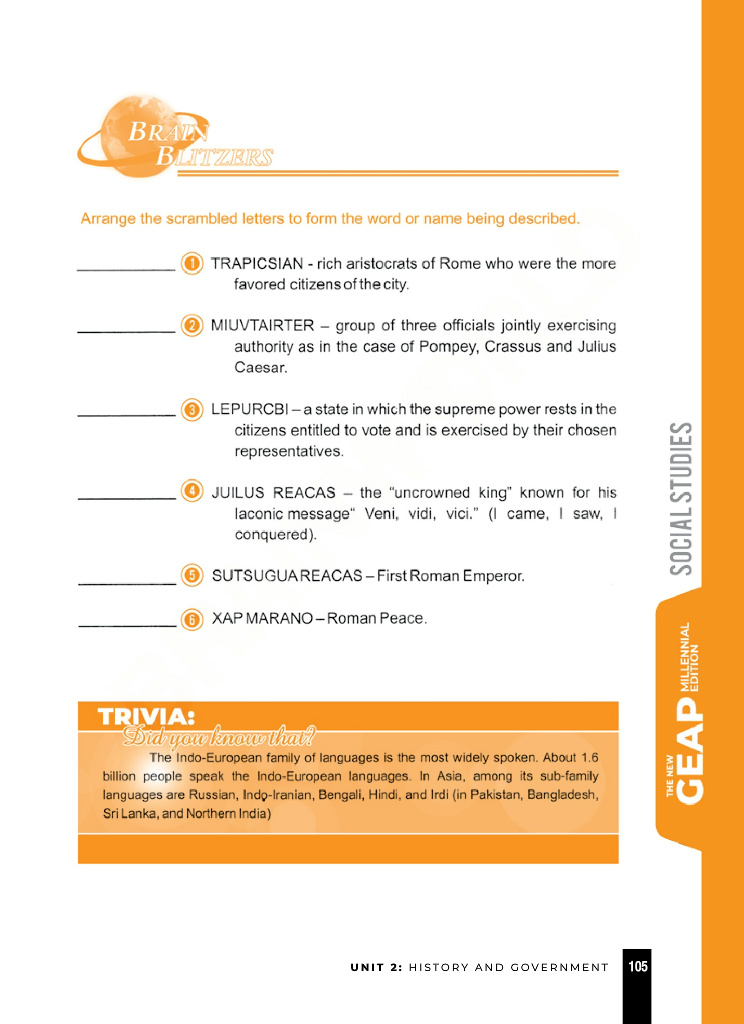 BRAIN
BLITZERS
Arrange the scrambled letters to form the word or name being described.
1 TRAPICSIAN - rich aristocrats of Rome who were the more
favored citizens of the city.
2 MIUVTAIRTER – group of three officials jointly exercising
authority as in the case of Pompey, Crassus and Julius
Caesar.
3 LEPURCBI – a state in which the supreme power rests in the
citizens entitled to vote and is exercised by their chosen
representatives.
4 JUILUS REACAS – the "uncrowned king" known for his
laconic message" Veni, vidi, vici." (I came, I saw, I
conquered).
5 SUTSUGUA REACAS – First Roman Emperor.
6 XAP MARANO – Roman Peace.
TRIVIA:
Did you know that?
The Indo-European family of languages is the most widely spoken. About 1.6
billion people speak the Indo-European languages. In Asia, among its sub-family
languages are Russian, Indo-Iranian, Bengali, Hindi, and Irdi (in Pakistan, Bangladesh,
Sri Lanka, and Northern India)
SOCIAL STUDIES
THE NEW
GEAP
MILLENNIAL
EDITION
UNIT 2: HISTORY AND GOVERNMENT
105